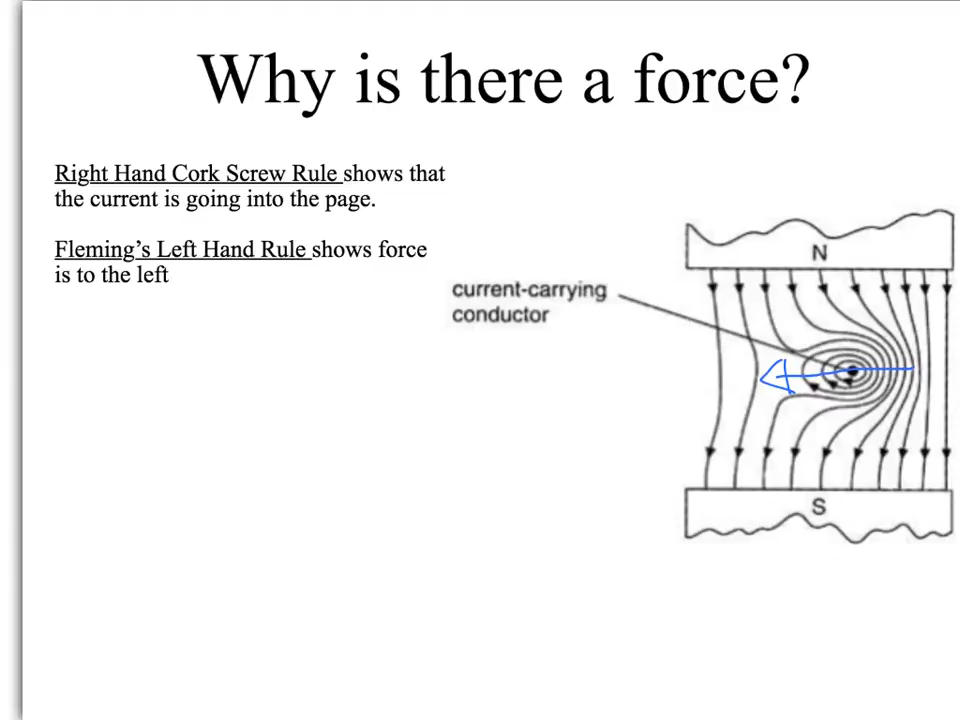 Why is there a force?
Right Hand Cork Screw Rule shows that
the current is going into the page.
Fleming’s Left Hand Rule shows force
is to the left
N
current-carrying
conductor
S